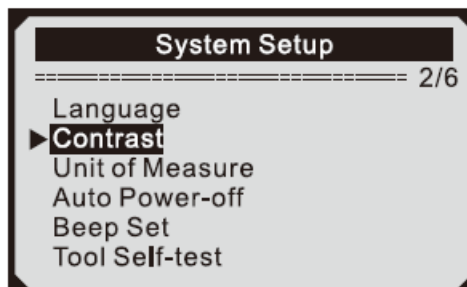 System Setup
==================== 2/6
Language
▶Contrast
Unit of Measure
Auto Power-off
Beep Set
Tool Self-test